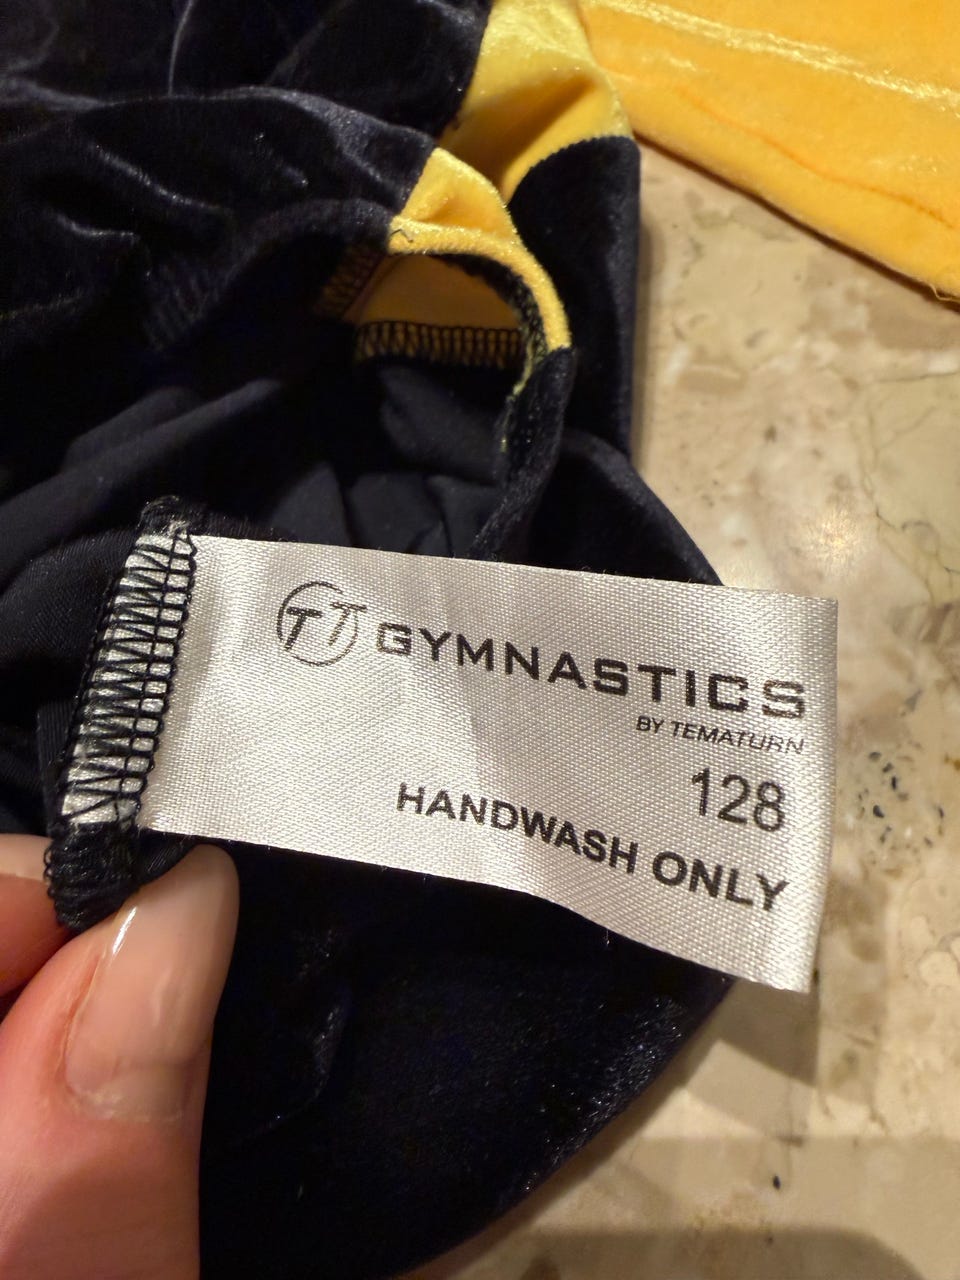 TT GYMNASTICS
BY TEMATURN
128
HANDWASH ONLY